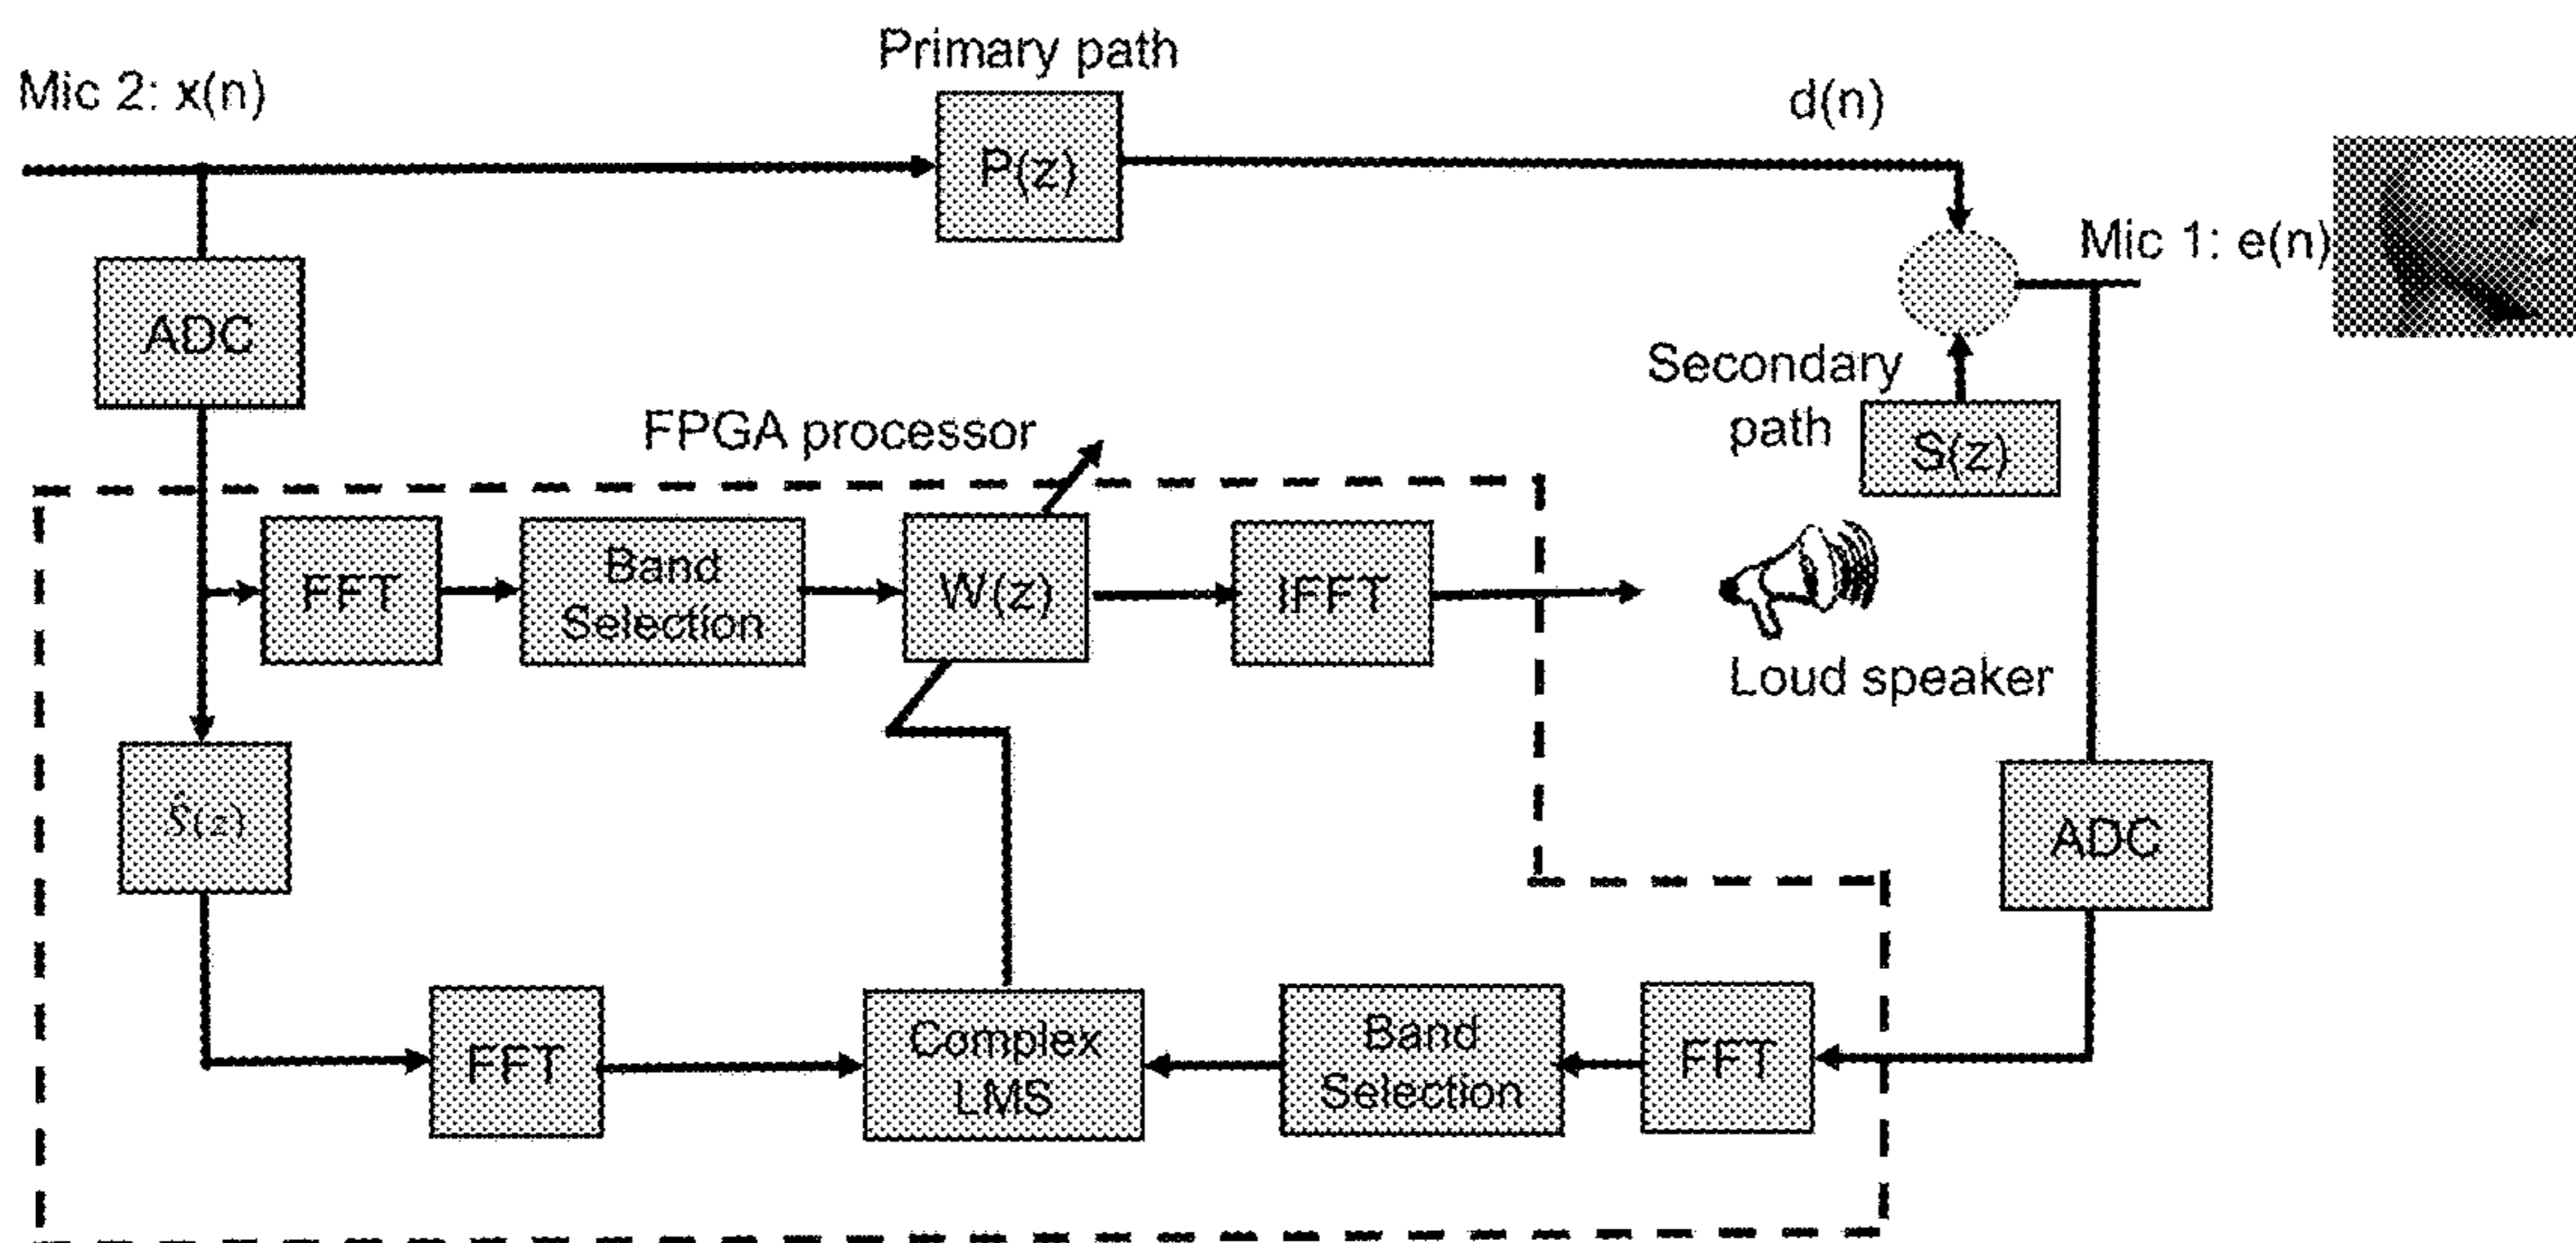 Primary path
Mic 2: x(n)
P(z)
d(n)
Mic 1: e(n)
ADC
Secondary
path
S(z)
FPGA processor
FFT
Band
Selection
W(z)
IFFT
Loud speaker
Ŝ(z)
ADC
FFT
Complex
LMS
Band
Selection
FFT